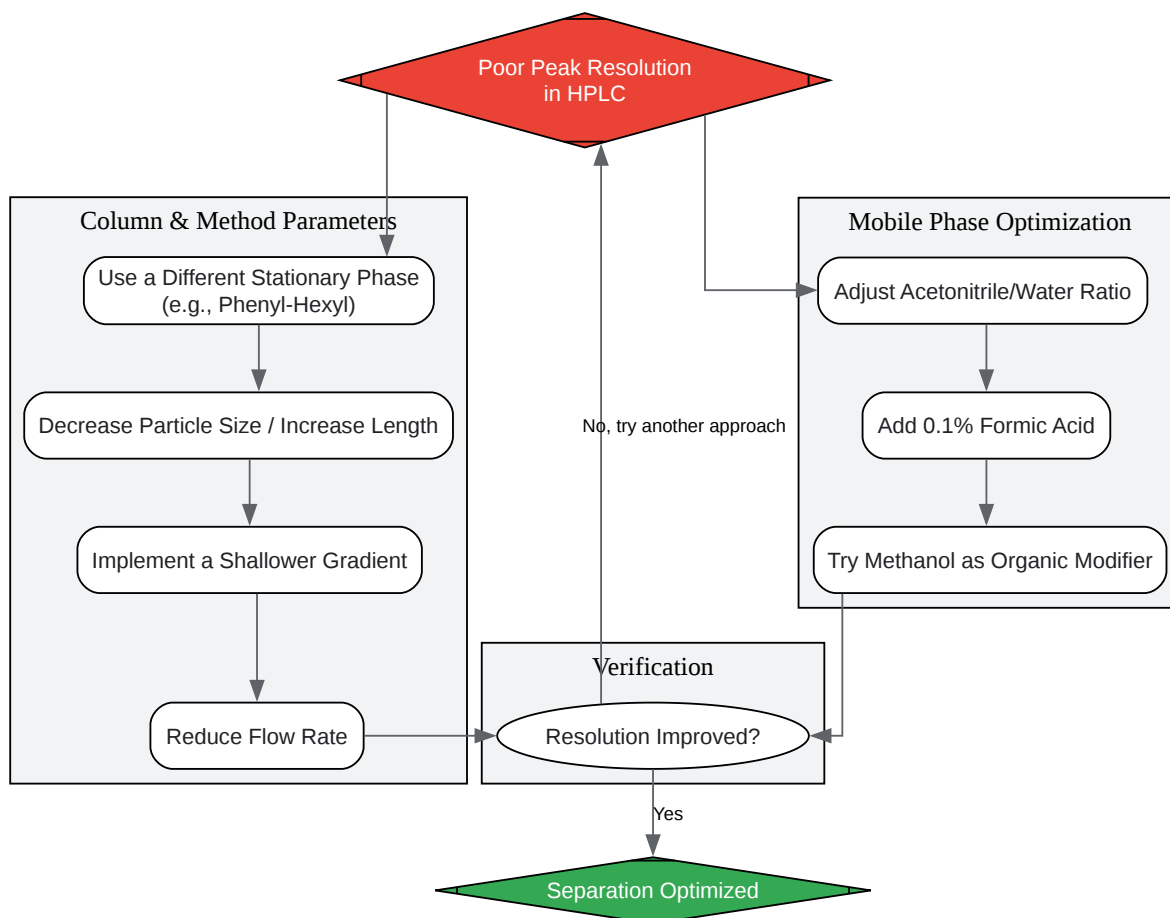 Poor Peak Resolution
in HPLC
Column & Method Parameters
Use a Different Stationary Phase
(e.g., Phenyl-Hexyl)
Decrease Particle Size / Increase Length
Implement a Shallower Gradient
Reduce Flow Rate
Mobile Phase Optimization
Adjust Acetonitrile/Water Ratio
Add 0.1% Formic Acid
Try Methanol as Organic Modifier
No, try another approach
Verification
Resolution Improved?
Yes
Separation Optimized